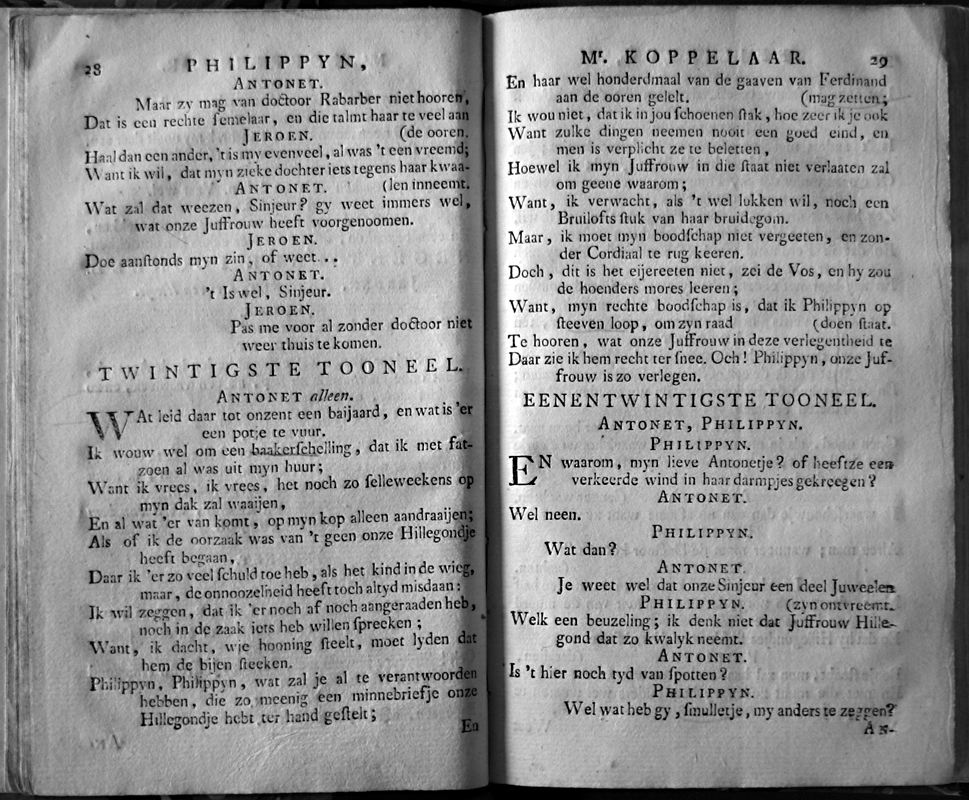 28 PHILIPPYN,
ANTONET.
Maar zy mag van doctoor Rabarber niet hooren,
Dat is een rechte femelaar, en die talmt haar te veel aan
JEROEN. (de ooren.
Haal dan een ander, 't is my evenveel, al was 't een vreemd;
Want ik wil, dat myn zieke dochter iets tegens haar kwaa-
ANTONET. (len inneemt.
Wat zal dat weezen, Sinjeur? gy weet immers wel,
wat onze Juffrouw heeft voorgenoomen.
JEROEN.
Doe aanſtonds myn zin, of weet...
ANTONET.
't Is wel, Sinjeur.
JEROEN.
Pas me voor al zonder doctoor niet
weer thuis te komen.
TWINTIGSTE TOONEEL.
ANTONET alleen.
WAt leid daar tot onzent een baijaard, en wat is 'er
een potje te vuur.
Ik wouw wel om een baakerſchelling, dat ik met fat-
zoen al was uit myn huur;
Want ik vrees, ik vrees, het noch zo felleweekens op
myn dak zal waaijen,
En al wat 'er van komt, op myn kop alleen aandraaijen;
Als of ik de oorzaak was van 't geen onze Hillegondje
heeft begaan,
Daar ik 'er zo veel ſchuld toe heb, als het kind in de wieg,
maar, de onnoozelheid heeft toch altyd misdaan:
Ik wil zeggen, dat ik 'er noch af noch aangeraaden heb,
noch in de zaak iets heb willen ſpreeken;
Want, ik dacht, wie hooning ſteelt, moet lyden dat
hem de bijen ſteeken.
Philippyn, Philippyn, wat zal je al te verantwoorden
hebben, die zo meenig een minnebriefje onze
Hillegondje hebt ter hand geſtelt;
En
Mr. KOPPELAAR. 29
En haar wel honderdmaal van de gaaven van Ferdinand
aan de ooren gelelt. (mag zetten;
Ik wou niet, dat ik in jou ſchoenen ſtak, hoe zeer ik je ook
Want zulke dingen neemen nooit een goed eind, en
men is verplicht ze te beletten,
Hoewel ik myn Juffrouw in die ſtaat niet verlaaten zal
om geene waarom;
Want, ik verwacht, als 't wel lukken wil, noch een
Bruilofts ſtuk van haar bruidegom.
Maar, ik moet myn boodſchap niet vergeeten, en zon-
der Cordiaal te rug keeren.
Doch, dit is het eijereeten niet, zei de Vos, en hy zou
de hoenders mores leeren;
Want, myn rechte boodſchap is, dat ik Philippyn op
ſteeven loop, om zyn raad (doen ſtaat.
Te hooren, wat onze Juffrouw in deze verlegentheid te
Daar zie ik hem recht ter ſnee. Och! Philippyn, onze Juf-
frouw is zo verlegen.
EENENTWINTIGSTE TOONEEL.
ANTONET, PHILIPPYN.
PHILIPPYN.
EN waarom, myn lieve Antonetje? of heeftze een
verkeerde wind in haar darmpjes gekreegen?
ANTONET.
Wel neen.
PHILIPPYN.
Wat dan?
ANTONET.
Je weet wel dat onze Sinjeur een deel Juweelen
PHILIPPYN. (zyn ontvreemt.
Welk een beuzeling; ik denk niet dat Juffrouw Hille-
gond dat zo kwalyk neemt.
ANTONET.
Is 't hier noch tyd van ſpotten?
PHILIPPYN.
Wel wat heb gy, ſmulletje, my anders te zeggen?
AN-